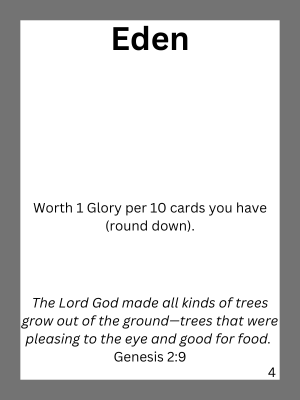 Eden
Worth 1 Glory per 10 cards you have
(round down).
The Lord God made all kinds of trees
grow out of the ground—trees that were
pleasing to the eye and good for food.
Genesis 2:9
4